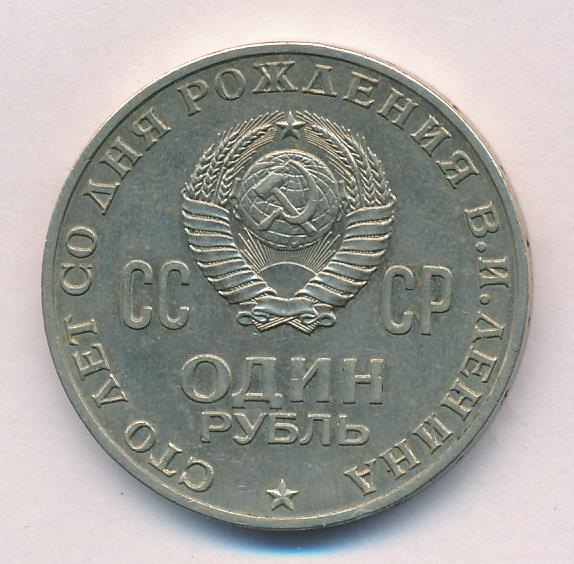 СТО ЛЕТ СО ДНЯ РОЖДЕНИЯ В.И.ЛЕНИНА
СС СР
ОДИН
РУБЛЬ